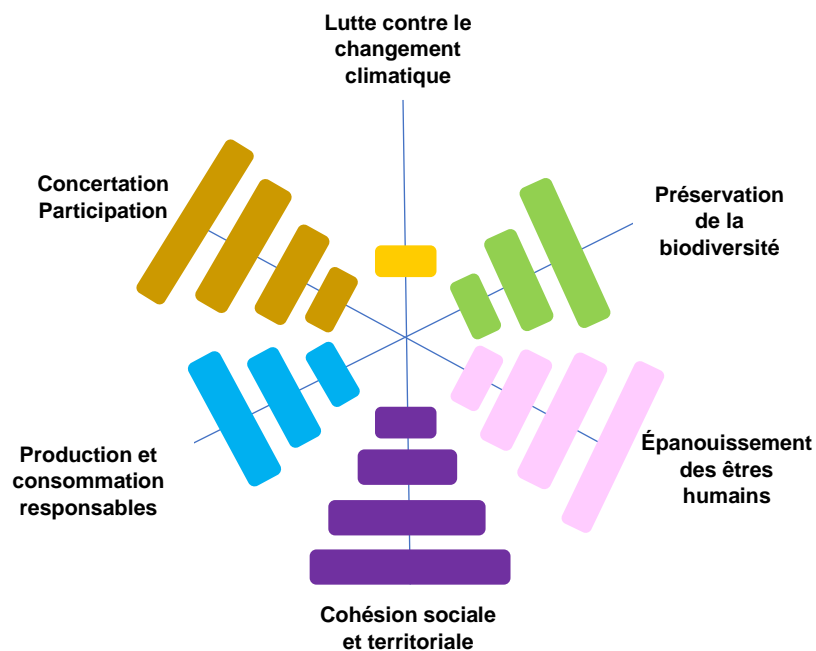 Lutte contre le
changement
climatique
Concertation
Participation
Préservation
de la
biodiversité
Production et
consommation
responsables
Épanouissement
des êtres
humains
Cohésion sociale
et territoriale